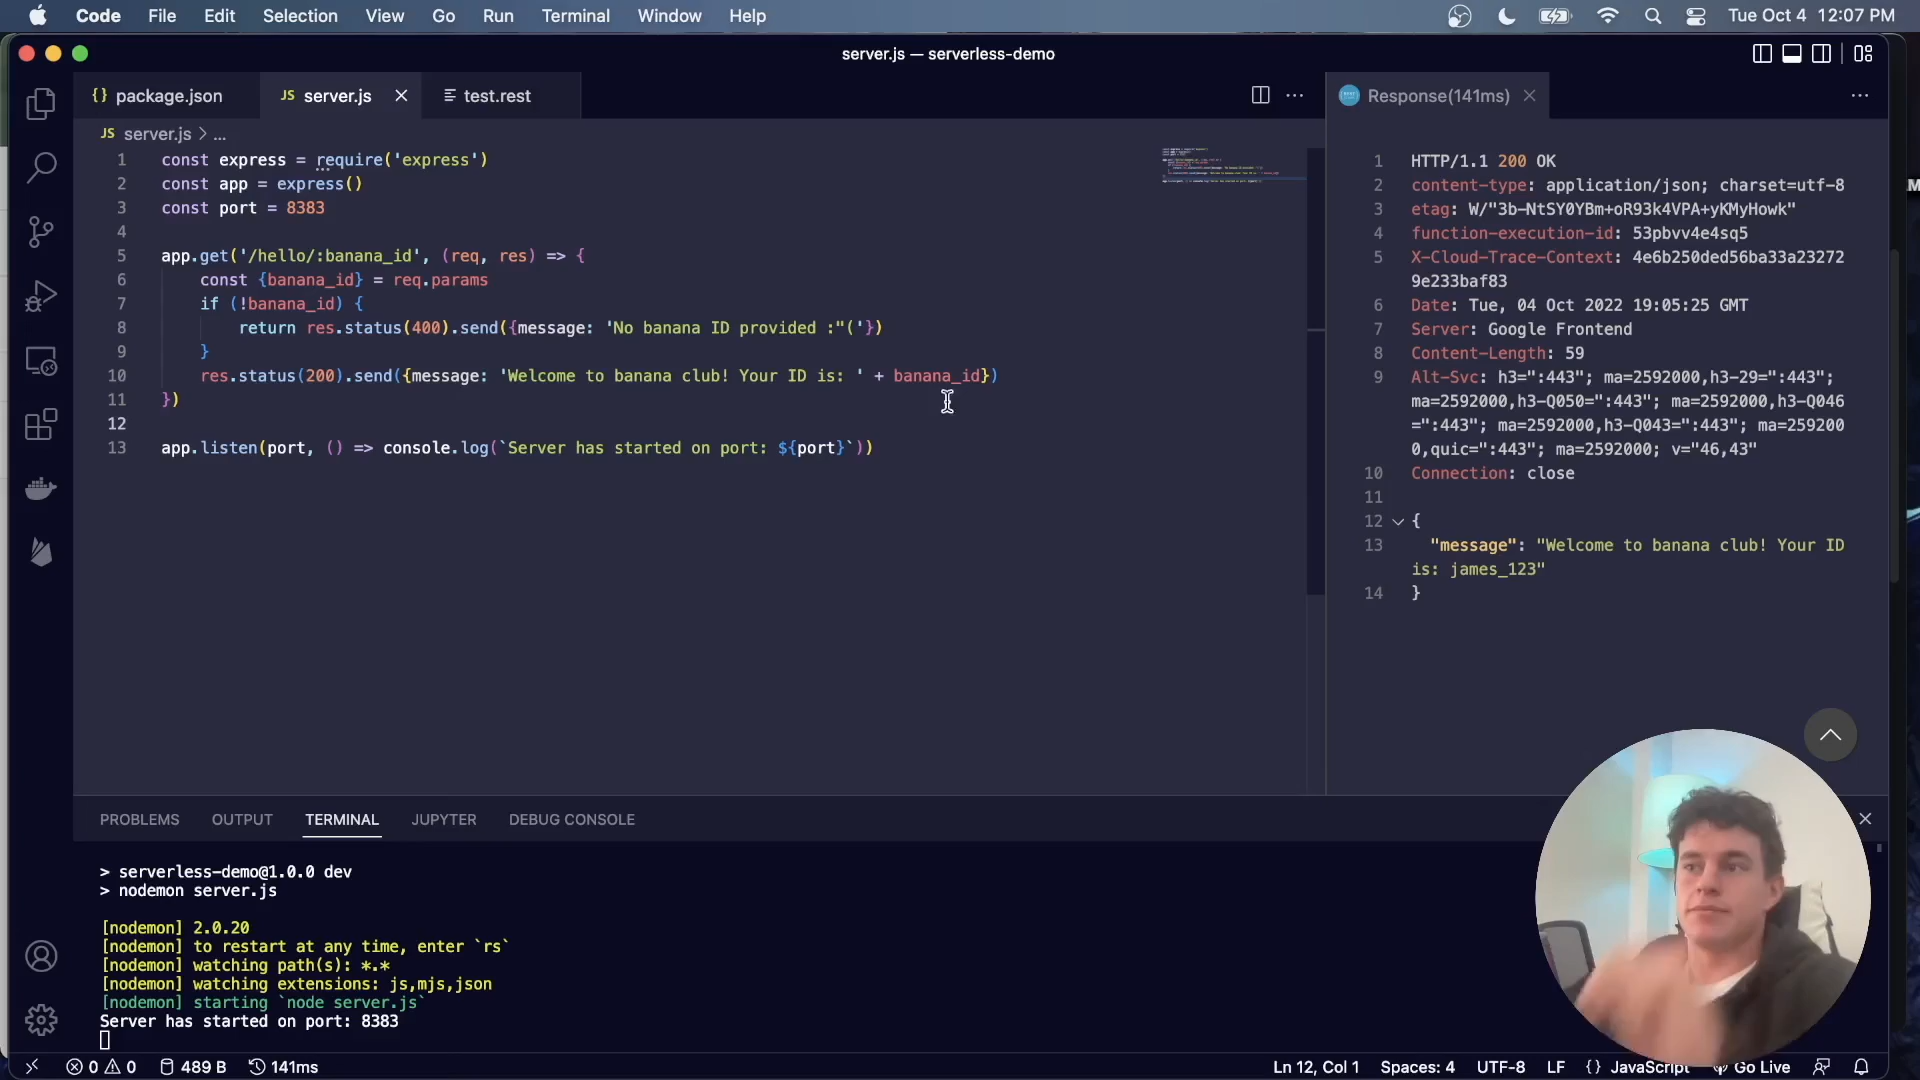 Code File Edit Selection View Go Run Terminal Window Help Tue Oct 4 12:07 PM
server.js — serverless-demo
{} package.json JS server.js test.rest Response(141ms)
JS server.js > ...
1 const express = require('express')
2 const app = express()
3 const port = 8383
4
5 app.get('/hello/:banana_id', (req, res) => {
6 const {banana_id} = req.params
7 if (!banana_id) {
8 return res.status(400).send({message: 'No banana ID provided :"('})
9 }
10 res.status(200).send({message: 'Welcome to banana club! Your ID is: ' + banana_id})
11 })
12
13 app.listen(port, () => console.log(`Server has started on port: ${port}`))
1 HTTP/1.1 200 OK
2 content-type: application/json; charset=utf-8
3 etag: W/"3b-NtSY0YBm+oR93k4VPA+yKMyHowk"
4 function-execution-id: 53pbvv4e4sq5
5 X-Cloud-Trace-Context: 4e6b250ded56ba33a23272
9e233baf83
6 Date: Tue, 04 Oct 2022 19:05:25 GMT
7 Server: Google Frontend
8 Content-Length: 59
9 Alt-Svc: h3=":443"; ma=2592000,h3-29=":443";
ma=2592000,h3-Q050=":443"; ma=2592000,h3-Q046
=":443"; ma=2592000,h3-Q043=":443"; ma=259200
0,quic=":443"; ma=2592000; v="46,43"
10 Connection: close
11
12 {
13 "message": "Welcome to banana club! Your ID
is: james_123"
14 }
PROBLEMS OUTPUT TERMINAL JUPYTER DEBUG CONSOLE
> serverless-demo@1.0.0 dev
> nodemon server.js
[nodemon] 2.0.20
[nodemon] to restart at any time, enter `rs`
[nodemon] watching path(s): *.*
[nodemon] watching extensions: js,mjs,json
[nodemon] starting `node server.js`
Server has started on port: 8383
0 0 489 B 141ms Ln 12, Col 1 Spaces: 4 UTF-8 LF {} JavaScript Go Live